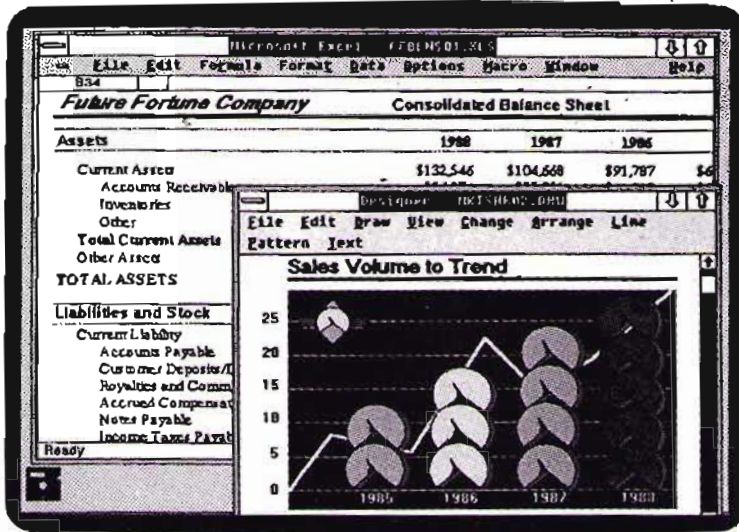 Microsoft Excel
File Edit Formula Format Data Options Macro Window Help
B34
Future Fortune Company Consolidated Balance Sheet
Assets 1988 1987 1986
Current Assets $132,546 $104,668 $91,787 $6
Accounts Receivable
Inventories
Other
Total Current Assets
Other Assets
TOTAL ASSETS
Liabilities and Stock
Current Liability
Accounts Payable
Customer Deposits/
Royalties and Comm
Accrued Compensat
Notes Payable
Income Taxes Payab
Ready
Designer
File Edit Draw View Change Arrange Line
Pattern Text
Sales Volume to Trend
25
20
15
10
5
0
1985 1986 1987 1988